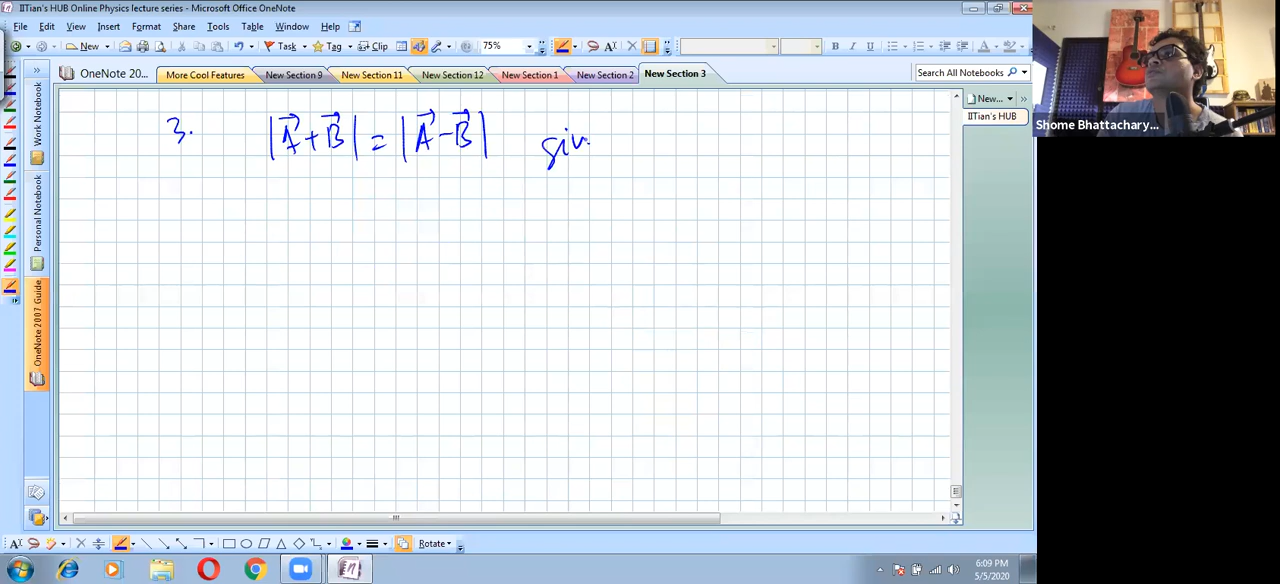 IITian's HUB Online Physics lecture series - Microsoft Office OneNote
File Edit View Insert Format Share Tools Table Window Help
New Task Tag Clip 75% A B I U A
OneNote 20... More Cool Features New Section 9 New Section 11 New Section 12 New Section 1 New Section 2 New Section 3 Search All Notebooks
New...
IITian's HUB
Work Notebook
Personal Notebook
OneNote 2007 Guide
3. |A⃗+B⃗| = |A⃗-B⃗| giv
Shome Bhattachary...
Rotate
6:09 PM
5/5/2020